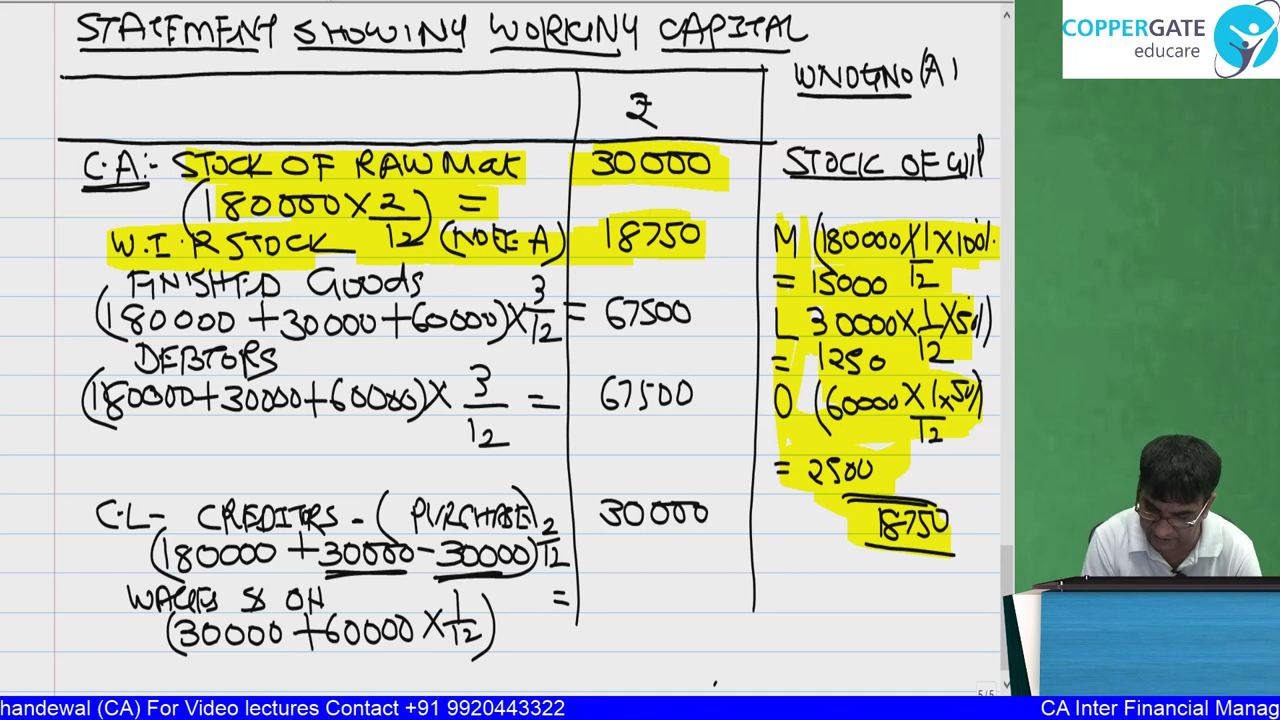 STATEMENT SHOWING WORKING CAPITAL
COPPERGATE
educare
WNOGNO (A)
₹
C.A:- STOCK OF RAW Mat 30000
(180000 × 2/12) =
W.I.P STOCK (NOTE A) 18750
FINISHED GOODS
(180000 + 30000 + 60000) × 3/12 = 67500
DEBTORS
(180000 + 30000 + 60000) × 3/12 = 67500
C.L- CREDITORS - (PURCHASE) 30000
(180000 + 30000 - 30000) 2/12
WAGES & OH =
(30000 + 60000 × 1/12)
STOCK OF WIP
M (180000 × 1/12 × 100%
= 15000
L 30000 × 1/12 × 50%)
= 1250
O (60000 × 1/12 × 50%)
= 2500
18750
5/5
handewal (CA) For Video lectures Contact +91 9920443322 CA Inter Financial Manag